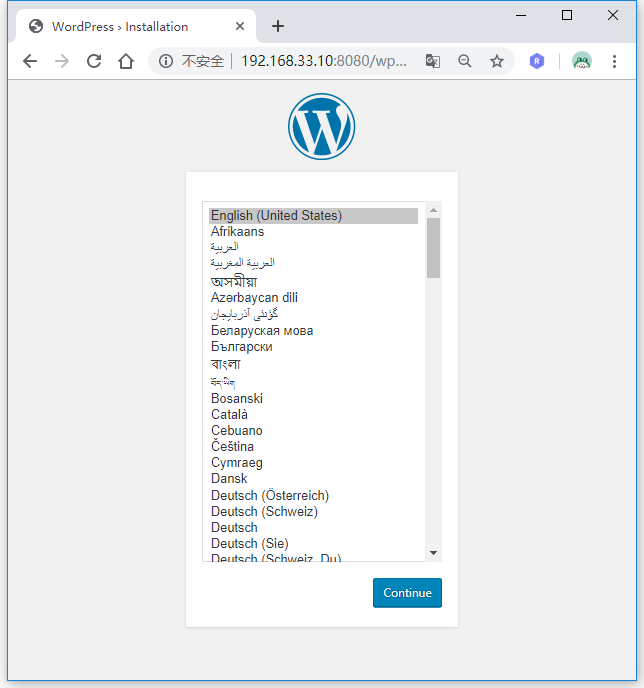 WordPress › Installation
不安全 192.168.33.10:8080/wp...
English (United States)
Afrikaans
العربية
العربية المغربية
অসমীয়া
Azərbaycan dili
گؤنئی آذربایجان
Беларуская мова
Български
বাংলা
བོད་ཡིག
Bosanski
Català
Cebuano
Čeština
Cymraeg
Dansk
Deutsch (Österreich)
Deutsch (Schweiz)
Deutsch
Deutsch (Sie)
Deutsch (Schweiz, Du)
Continue